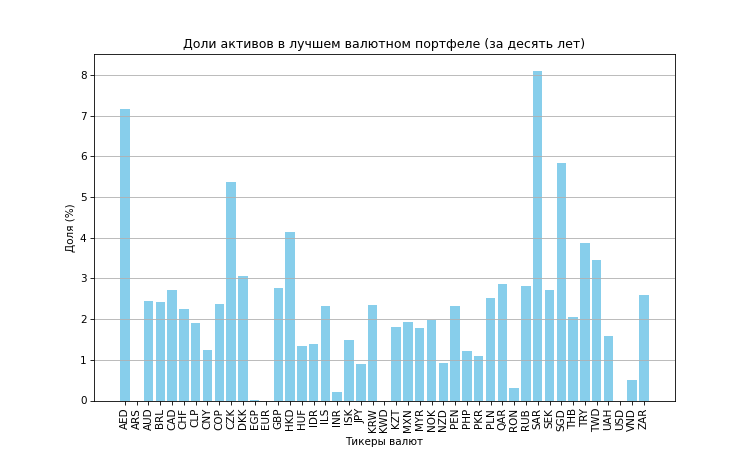 Доли активов в лучшем валютном портфеле (за десять лет)
Доля (%)
8
7
6
5
4
3
2
1
0
AED ARS AUD BRL CAD CHF CLP CNY COP CZK DKK EGP EUR GBP HKD HUF IDR ILS INR ISK JPY KRW KWD KZT MXN MYR NOK NZD PEN PHP PKR PLN QAR RON RUB SAR SEK SGD THB TRY TWD UAH USD VND ZAR
Тикеры валют